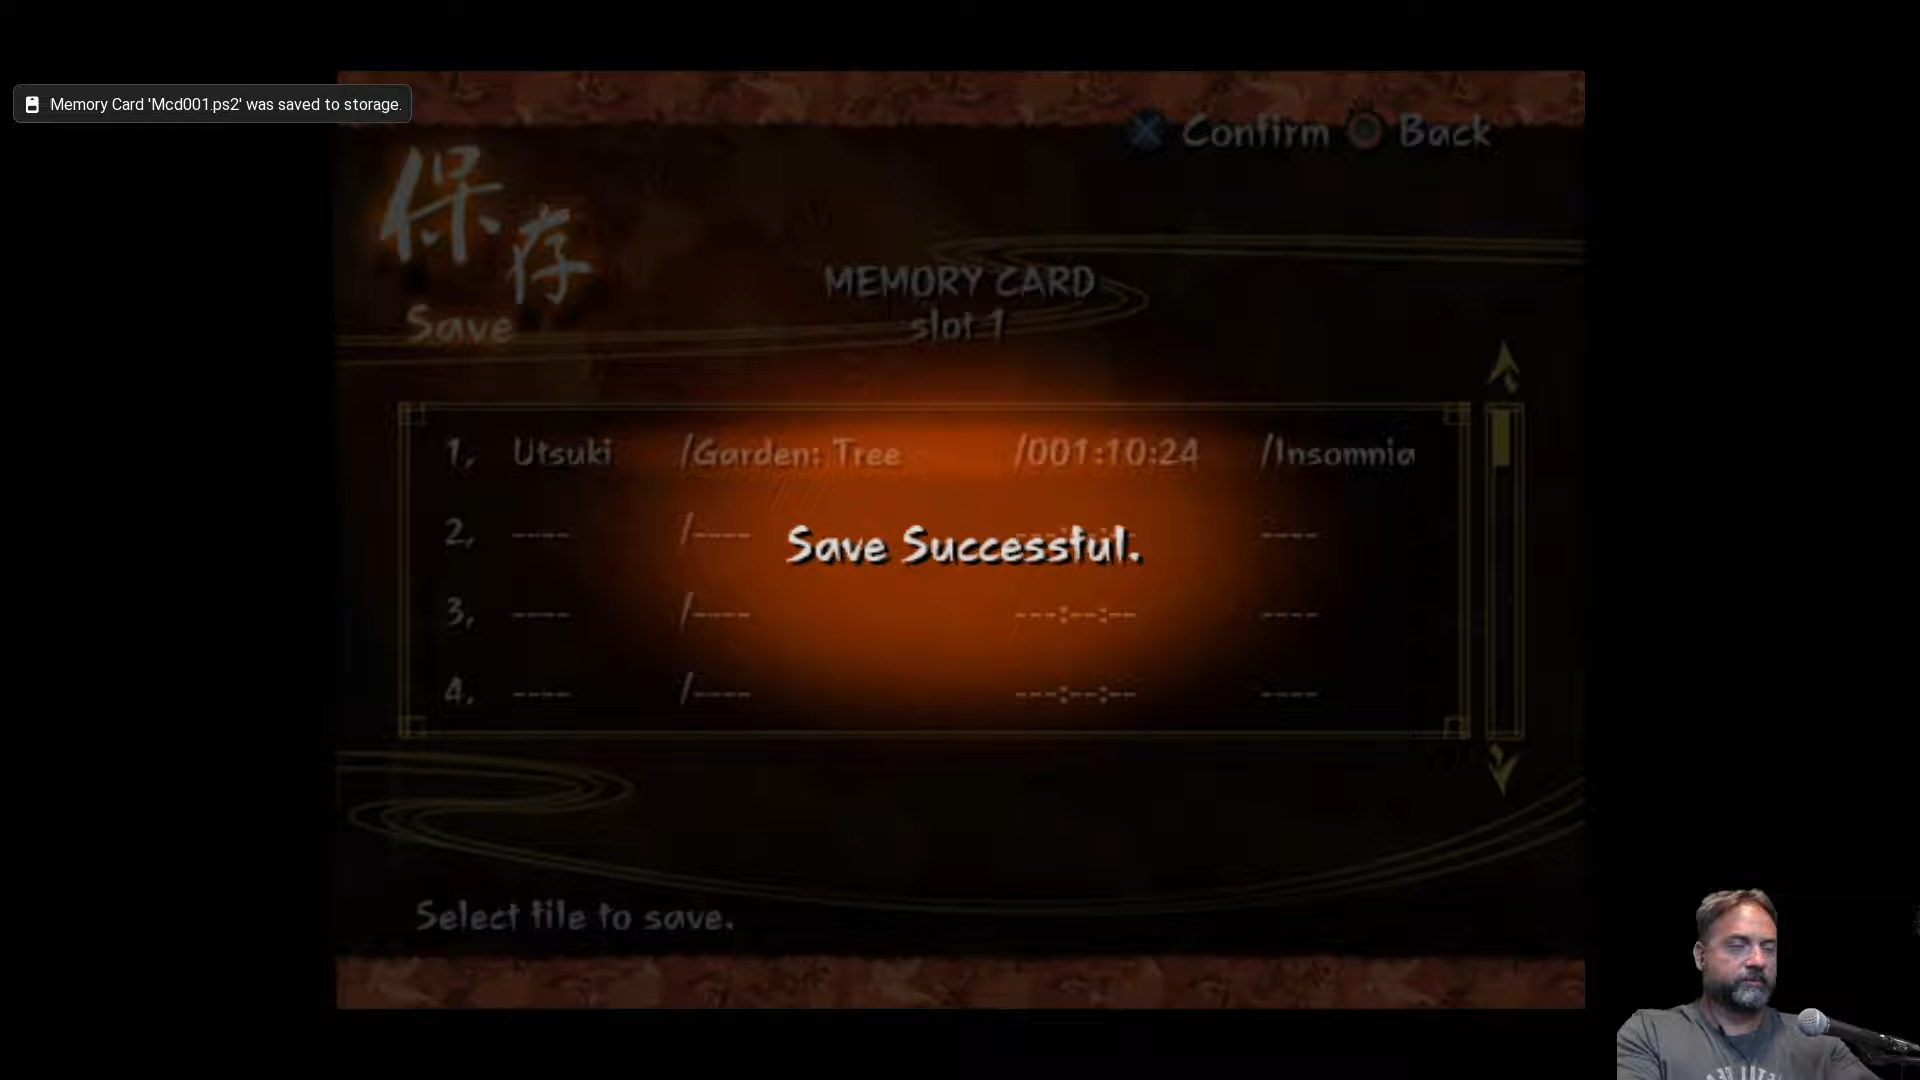 Memory Card 'Mcd001.ps2' was saved to storage.
Confirm Back
保存
Save
MEMORY CARD
slot 1
1, Utsuki /Garden: Tree /001:10:24 /Insomnia
2, ---- /---- ----
Save Successful.
3, ---- /---- ---:--:-- ----
4, ---- /---- ---:--:-- ----
Select file to save.